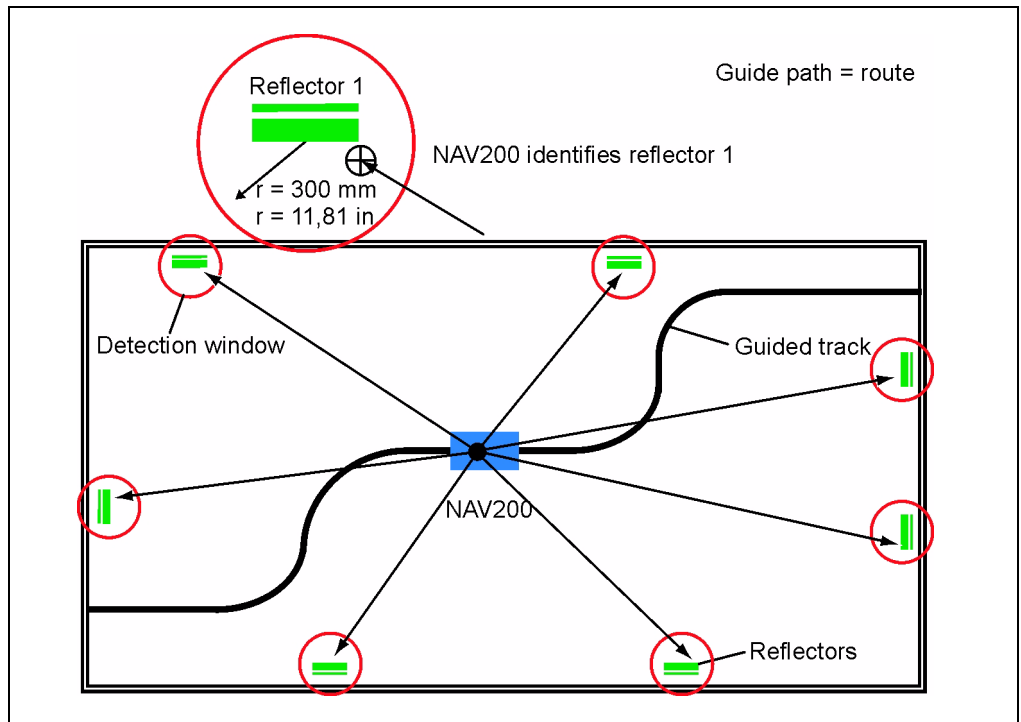 Reflector 1
Guide path = route
NAV200 identifies reflector 1
r = 300 mm
r = 11,81 in
Detection window
Guided track
NAV200
Reflectors